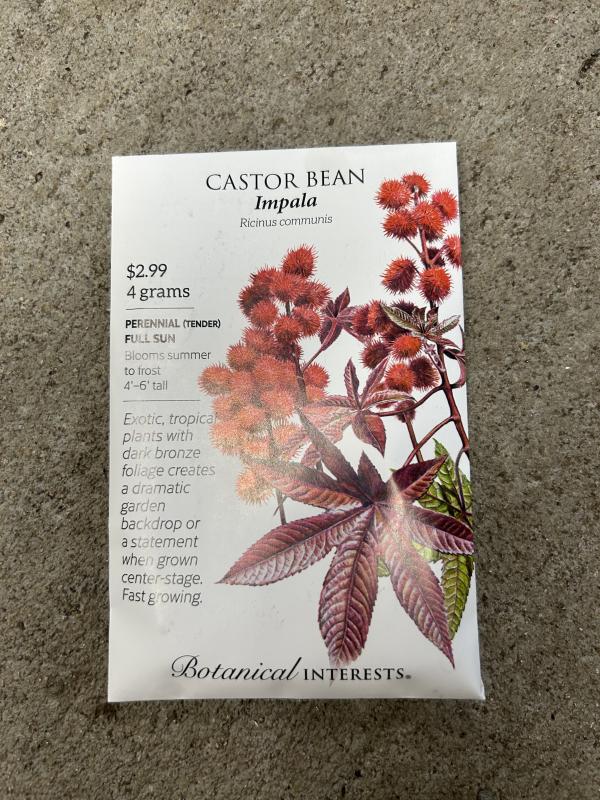 CASTOR BEAN
Impala
Ricinus communis
$2.99
4 grams
PERENNIAL (TENDER)
FULL SUN
Blooms summer
to frost
4'–6' tall
Exotic, tropical
plants with
dark bronze
foliage creates
a dramatic
garden
backdrop or
a statement
when grown
center-stage.
Fast growing.
Botanical INTERESTS®